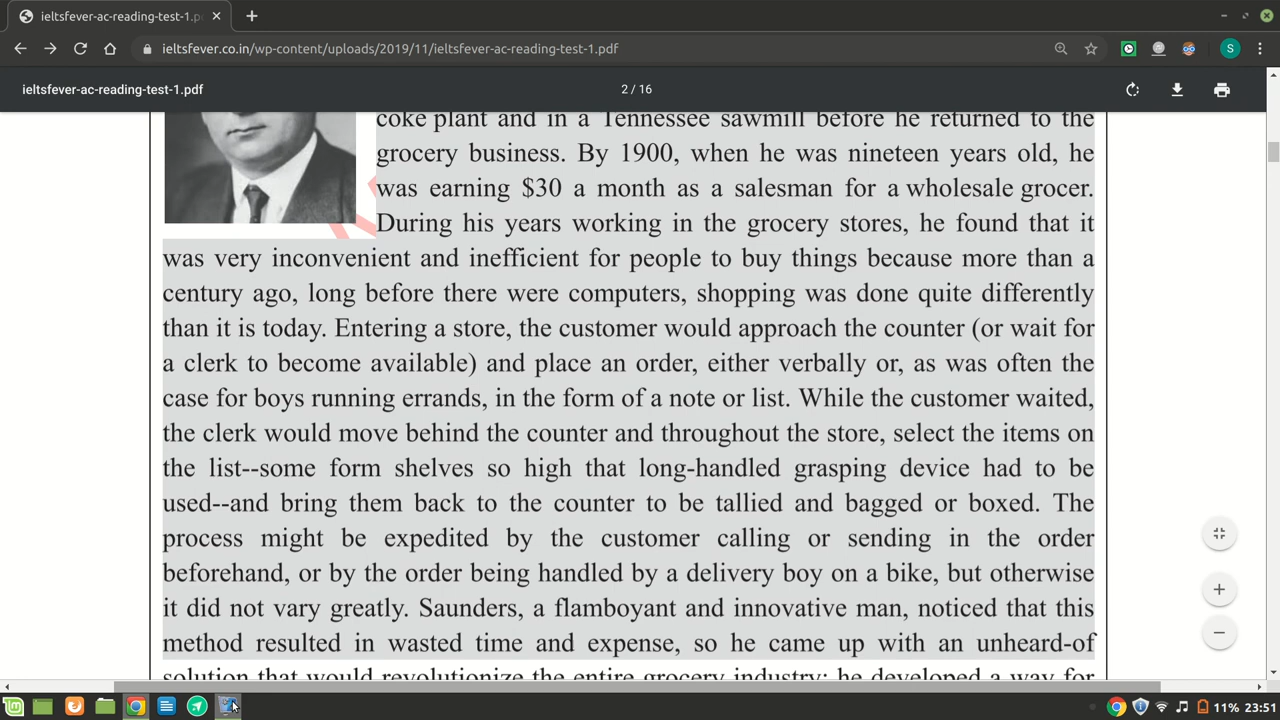 ieltsfever-ac-reading-test-1.p
ieltsfever.co.in/wp-content/uploads/2019/11/ieltsfever-ac-reading-test-1.pdf
S
ieltsfever-ac-reading-test-1.pdf
2 / 16
coke plant and in a Tennessee sawmill before he returned to the
grocery business. By 1900, when he was nineteen years old, he
was earning $30 a month as a salesman for a wholesale grocer.
During his years working in the grocery stores, he found that it
was very inconvenient and inefficient for people to buy things because more than a
century ago, long before there were computers, shopping was done quite differently
than it is today. Entering a store, the customer would approach the counter (or wait for
a clerk to become available) and place an order, either verbally or, as was often the
case for boys running errands, in the form of a note or list. While the customer waited,
the clerk would move behind the counter and throughout the store, select the items on
the list--some form shelves so high that long-handled grasping device had to be
used--and bring them back to the counter to be tallied and bagged or boxed. The
process might be expedited by the customer calling or sending in the order
beforehand, or by the order being handled by a delivery boy on a bike, but otherwise
it did not vary greatly. Saunders, a flamboyant and innovative man, noticed that this
method resulted in wasted time and expense, so he came up with an unheard-of
solution that would revolutionize the entire grocery industry: he developed a way for
11% 23:51